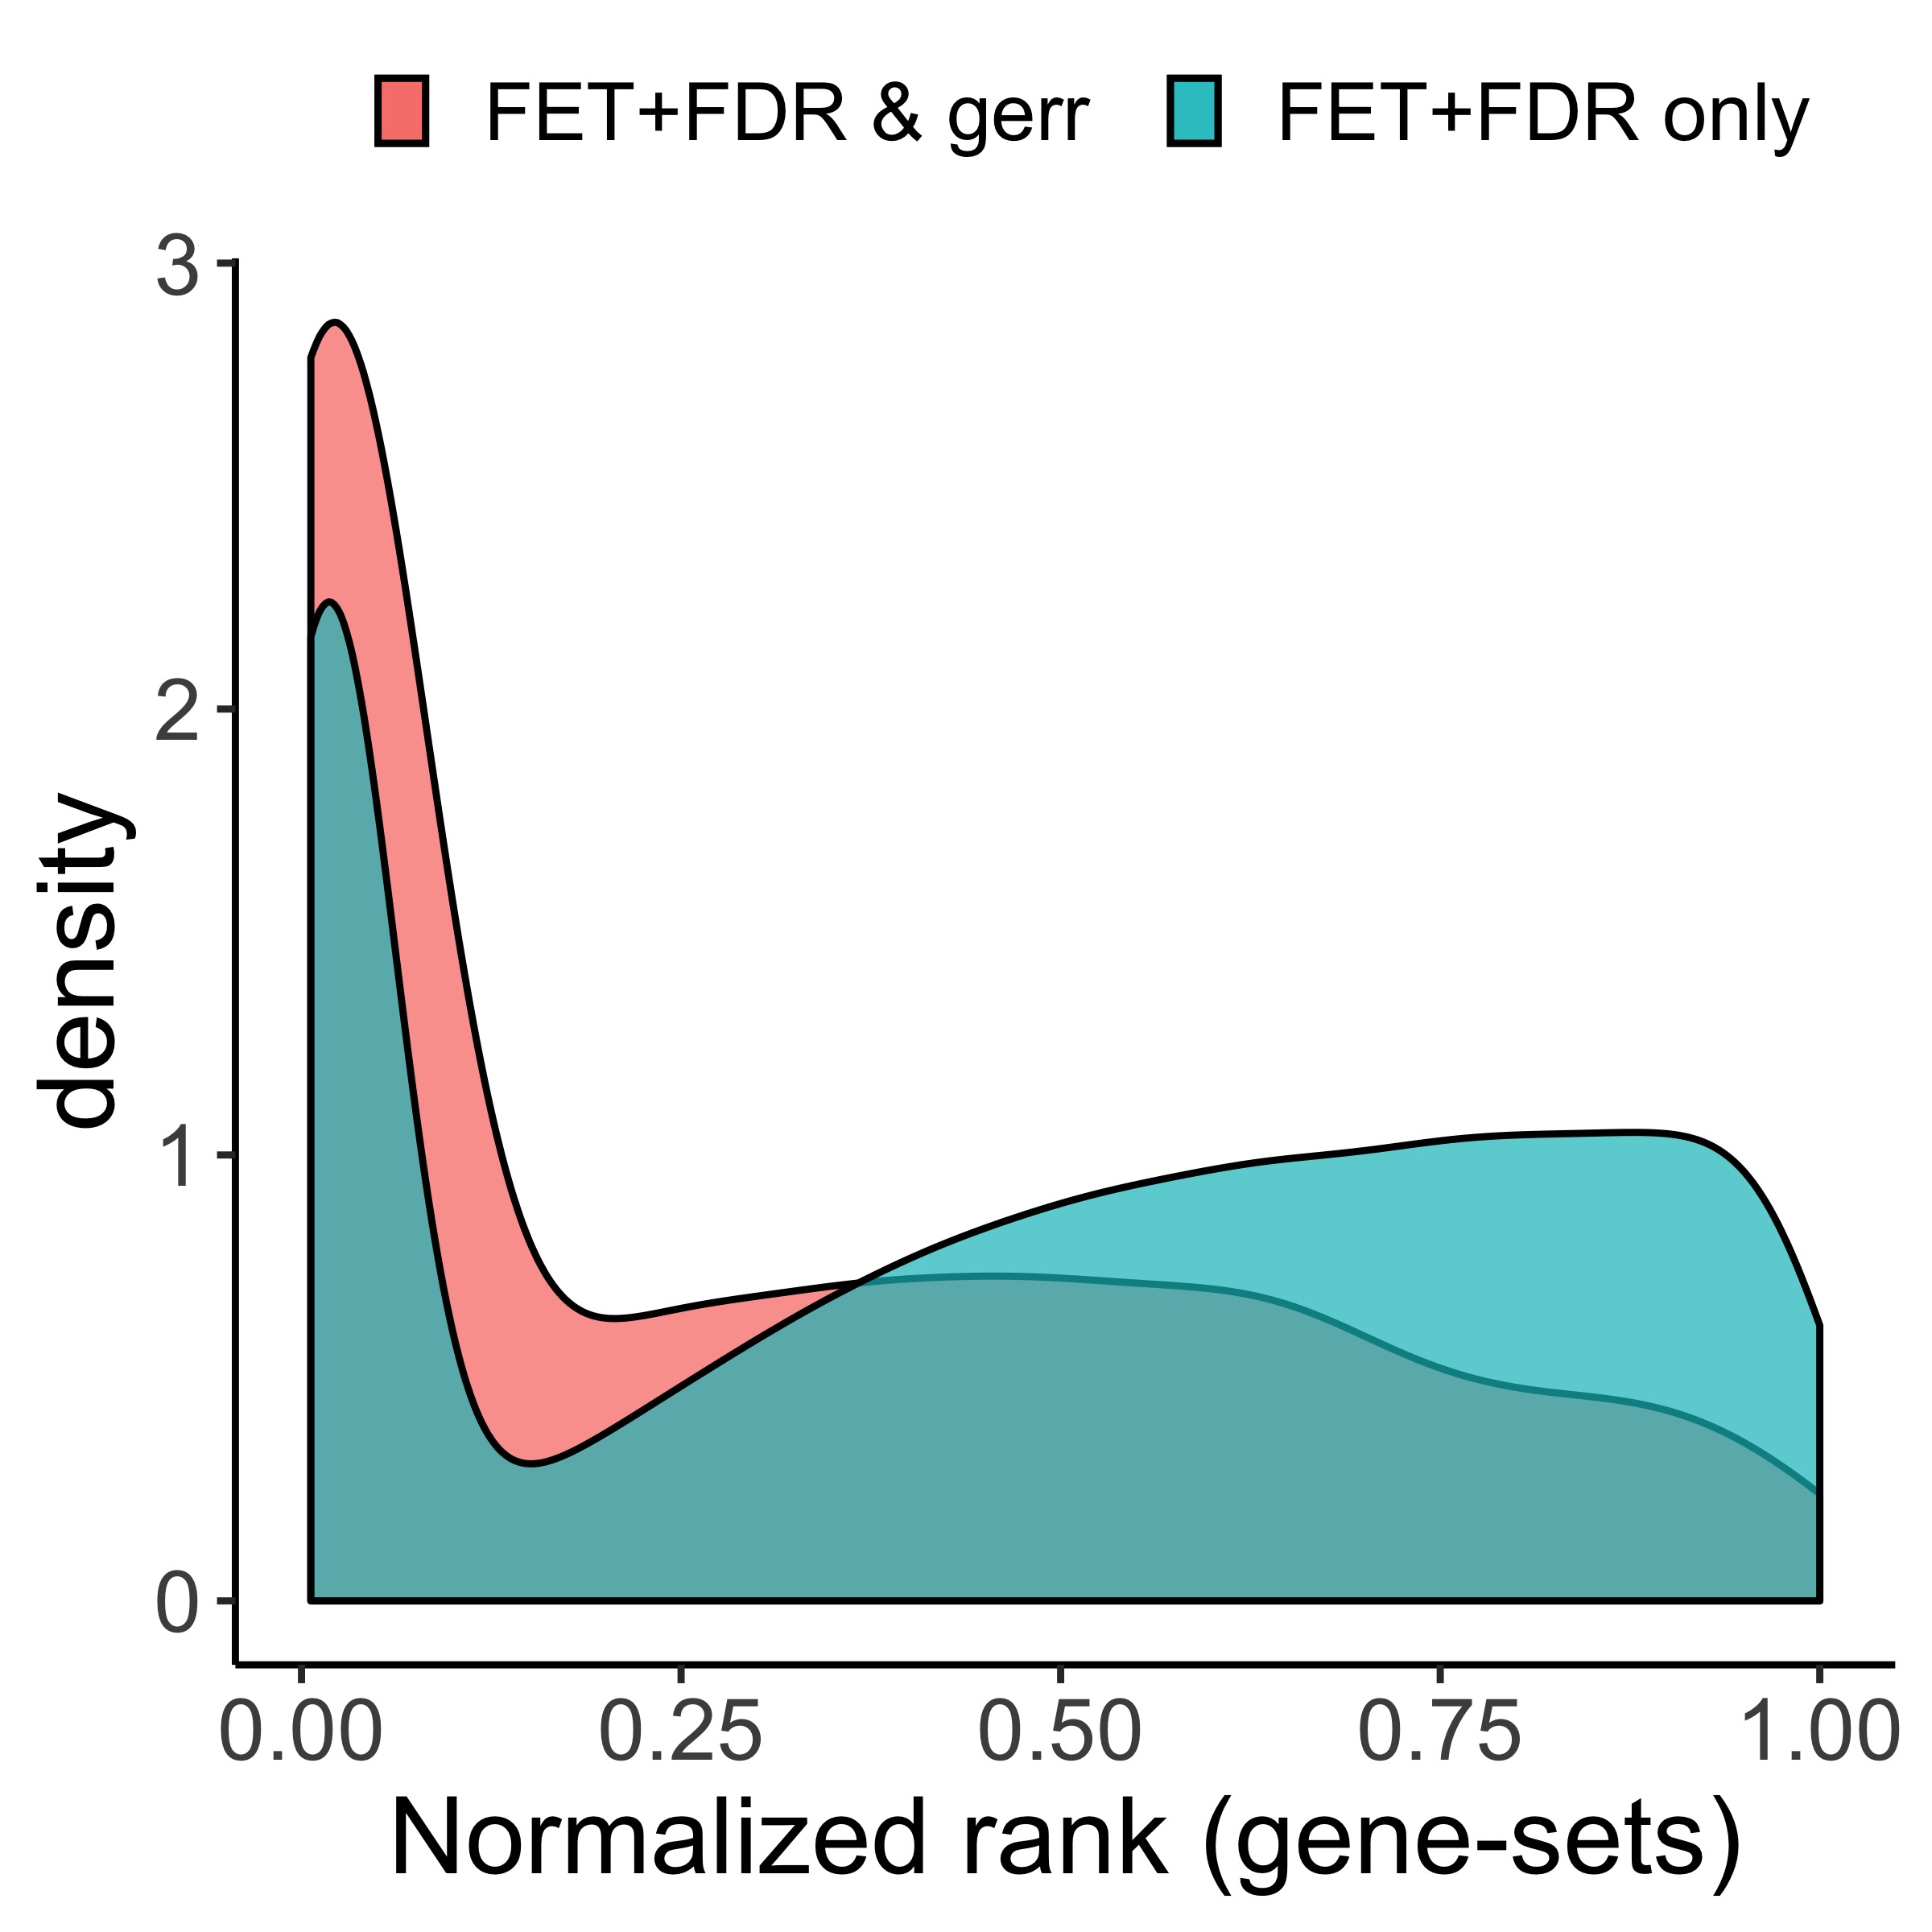 FET+FDR & gerr FET+FDR only
3
2
1
0
density
0.00 0.25 0.50 0.75 1.00
Normalized rank (gene-sets)